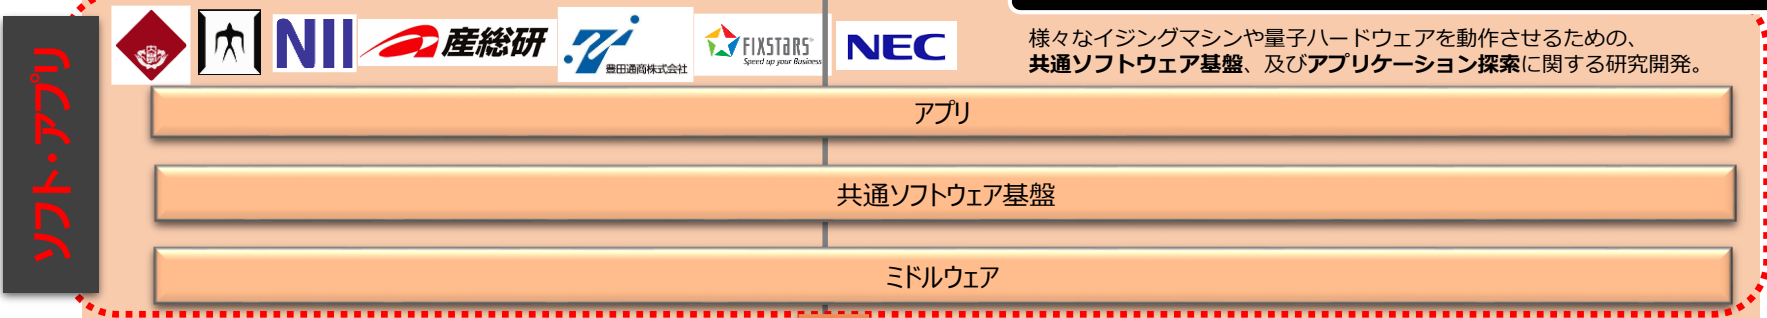 ソフト・アプリ
NII
産総研
豊田通商株式会社
FIXSTARS
Speed up your Business
NEC
様々なイジングマシンや量子ハードウェアを動作させるための、
共通ソフトウェア基盤、及びアプリケーション探索に関する研究開発。
アプリ
共通ソフトウェア基盤
ミドルウェア